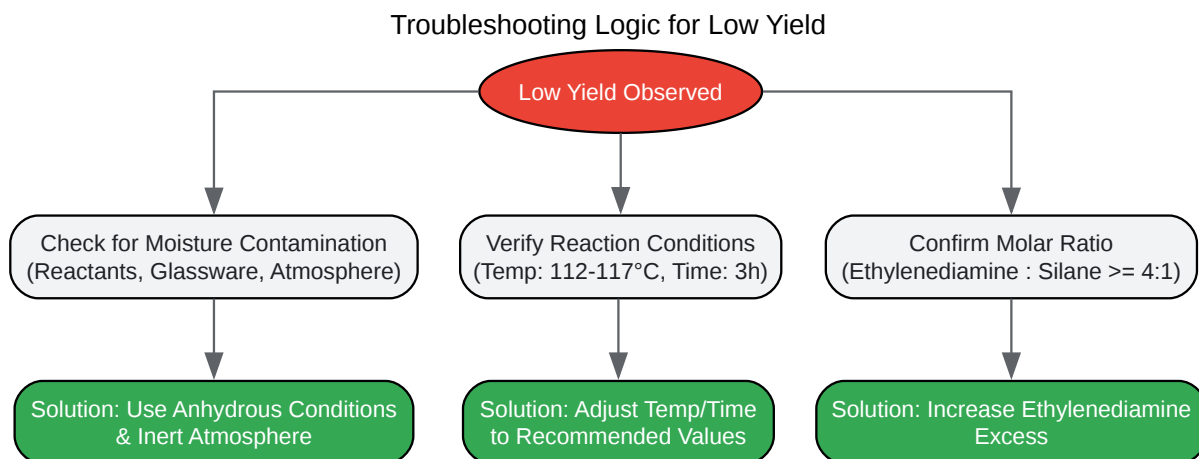 Troubleshooting Logic for Low Yield
Low Yield Observed
Check for Moisture Contamination
(Reactants, Glassware, Atmosphere)
Verify Reaction Conditions
(Temp: 112-117°C, Time: 3h)
Confirm Molar Ratio
(Ethylenediamine : Silane >= 4:1)
Solution: Use Anhydrous Conditions
& Inert Atmosphere
Solution: Adjust Temp/Time
to Recommended Values
Solution: Increase Ethylenediamine
Excess